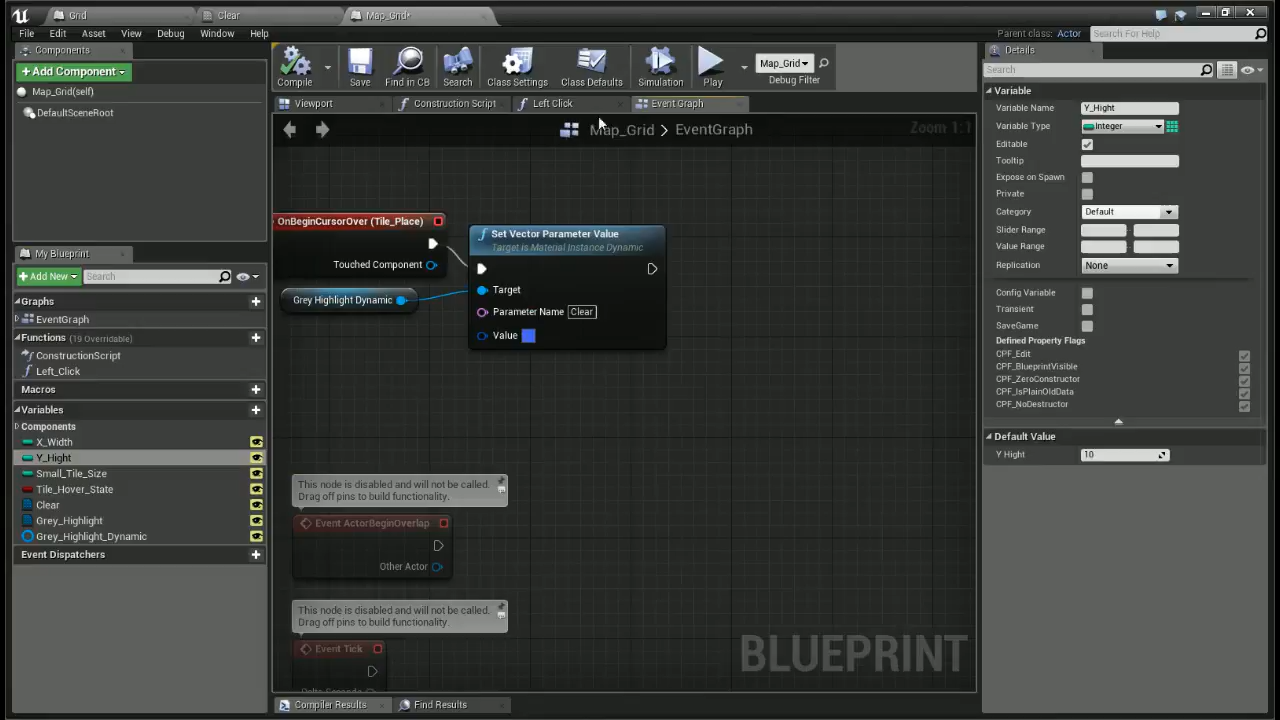 Grid
Clear
Map_Grid*
File Edit Asset View Debug Window Help
Parent class: Actor
Search For Help
Components
+ Add Component
Map_Grid(self)
DefaultSceneRoot
Compile
Save
Find in CB
Search
Class Settings
Class Defaults
Simulation
Play
Map_Grid
Debug Filter
Viewport
Construction Script
Left Click
Event Graph
Map_Grid > EventGraph
Zoom 1:1
OnBeginCursorOver (Tile_Place)
Touched Component
Grey Highlight Dynamic
Set Vector Parameter Value
Target is Material Instance Dynamic
Target
Parameter Name Clear
Value
This node is disabled and will not be called.
Drag off pins to build functionality.
Event ActorBeginOverlap
Other Actor
This node is disabled and will not be called.
Drag off pins to build functionality.
Event Tick
Delta Seconds
BLUEPRINT
Compiler Results
Find Results
My Blueprint
+ Add New
Search
Graphs
EventGraph
Functions (19 Overridable)
ConstructionScript
Left_Click
Macros
Variables
Components
X_Width
Y_Hight
Small_Tile_Size
Tile_Hover_State
Clear
Grey_Highlight
Grey_Highlight_Dynamic
Event Dispatchers
Details
Search
Variable
Variable Name Y_Hight
Variable Type Integer
Editable
Tooltip
Expose on Spawn
Private
Category Default
Slider Range
Value Range
Replication None
Config Variable
Transient
SaveGame
Defined Property Flags
CPF_Edit
CPF_BlueprintVisible
CPF_ZeroConstructor
CPF_IsPlainOldData
CPF_NoDestructor
Default Value
Y Hight 10